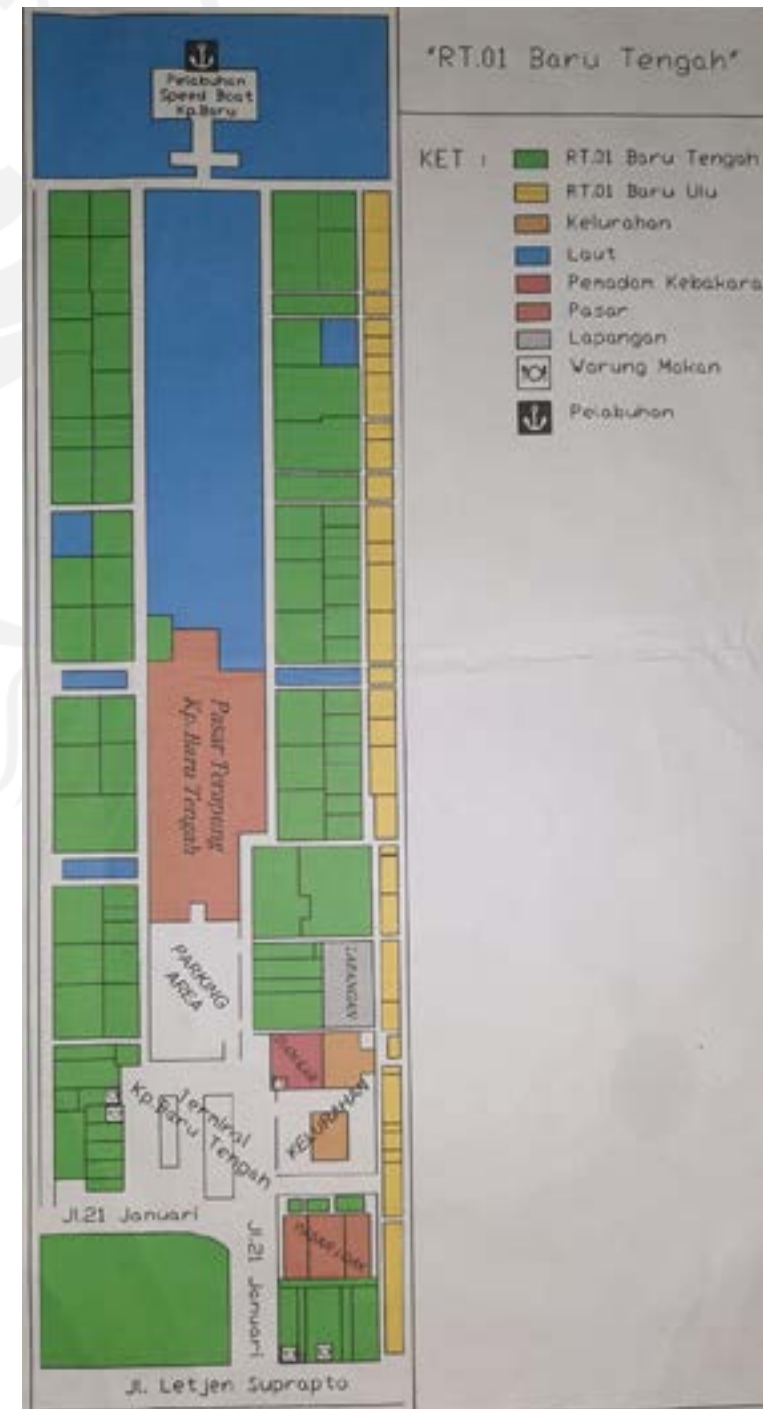 "RT.01 Baru Tengah"
KET :
RT.01 Baru Tengah
RT.01 Baru Ulu
Kelurahan
Laut
Pemadam Kebakara
Pasar
Lapangan
Warung Makan
Pelabuhan
Pelabuhan
Speed Boat
Kp.Baru
Pasar Terapung
Kp.Baru Tengah
PARKING
AREA
LAPANGAN
KELURAHAN
Terminal
Kp.Baru Tengah
Jl.21 Januari
Jl.21 Januari
Jl. Letjen Suprapto